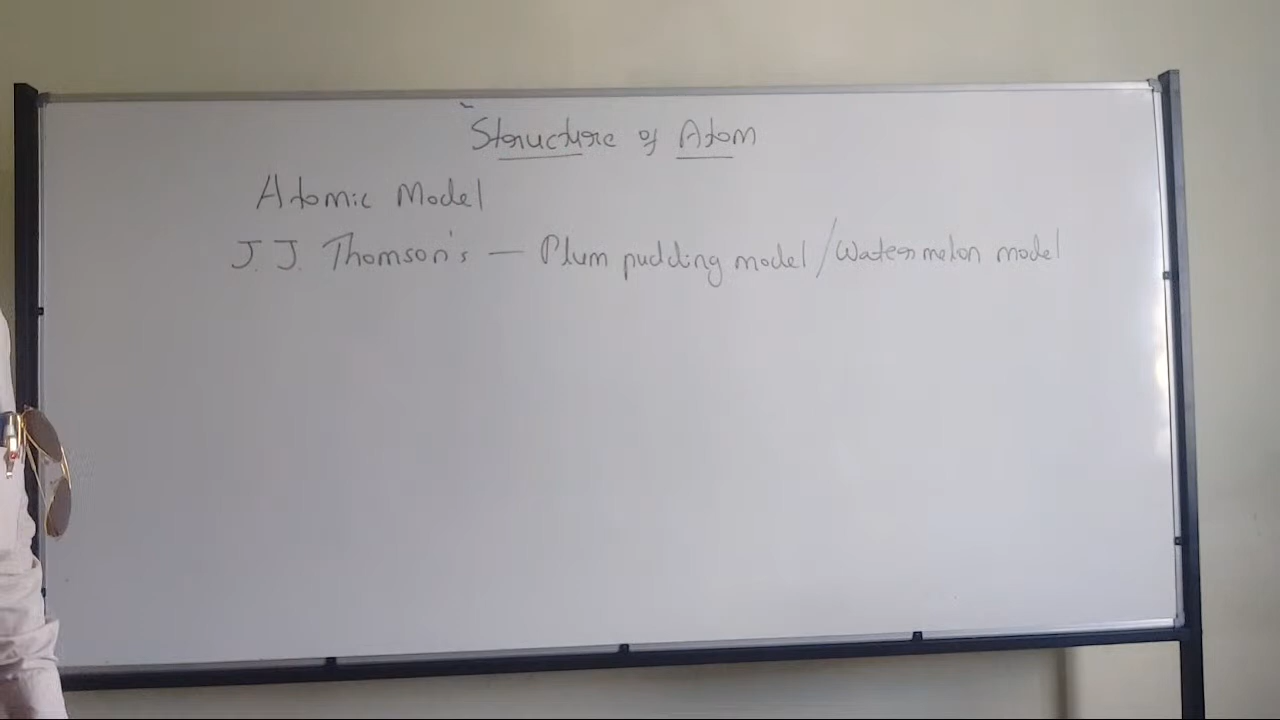 Structure of Atom
Atomic Model
J.J. Thomson's — Plum pudding model/Watermelon model